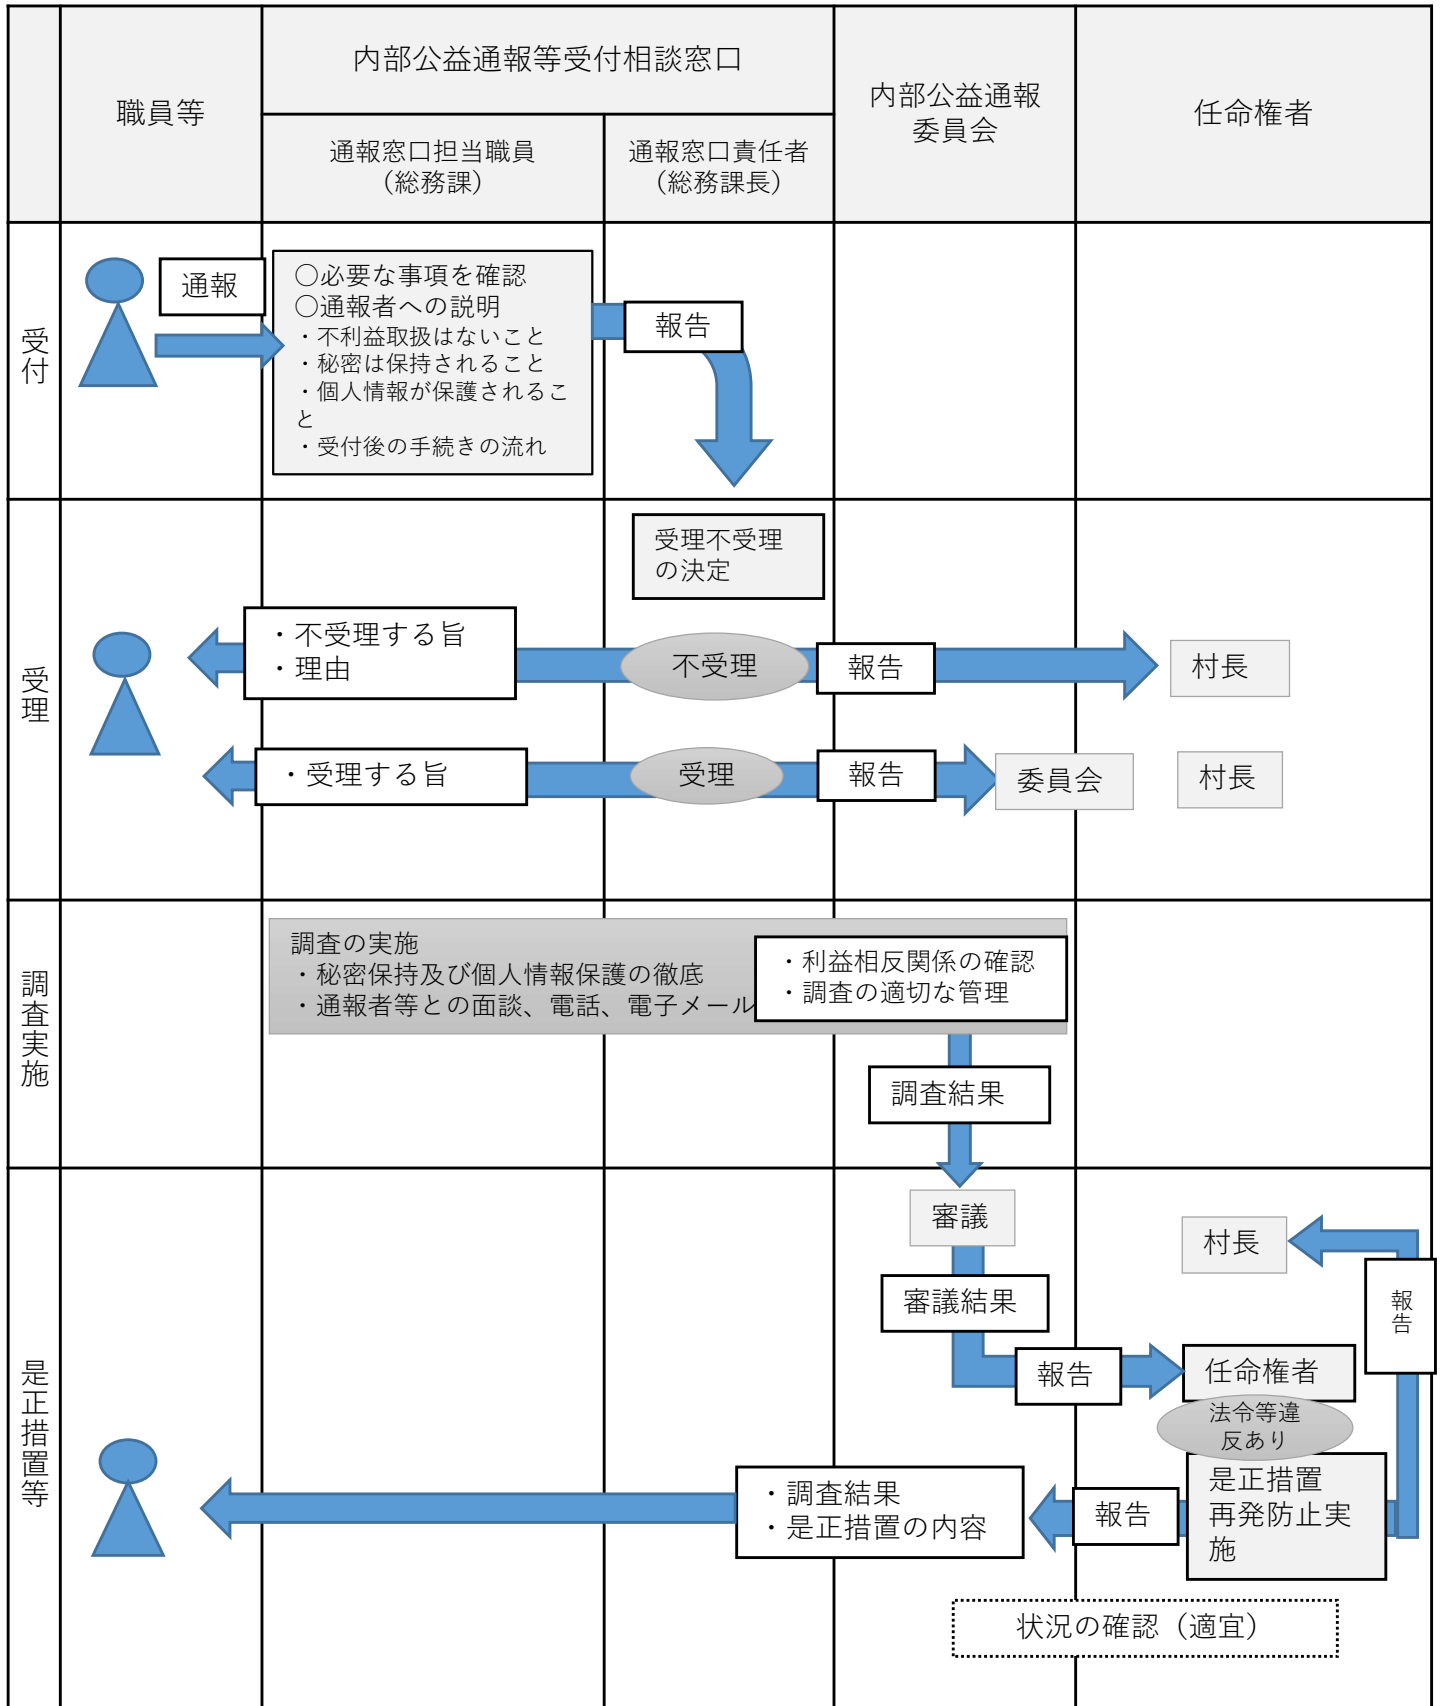 職員等
内部公益通報等受付相談窓口
通報窓口担当職員
（総務課）
通報窓口責任者
（総務課長）
内部公益通報
委員会
任命権者
受付
通報
○必要な事項を確認
○通報者への説明
・不利益取扱はないこと
・秘密は保持されること
・個人情報が保護されるこ
と
・受付後の手続きの流れ
報告
受理
受理不受理
の決定
・不受理する旨
・理由
不受理
報告
村長
・受理する旨
受理
報告
委員会
村長
調査実施
調査の実施
・秘密保持及び個人情報保護の徹底
・通報者等との面談、電話、電子メール
・利益相反関係の確認
・調査の適切な管理
調査結果
是正措置等
審議
審議結果
報告
村長
報告
任命権者
法令等違
反あり
是正措置
再発防止実
施
報告
・調査結果
・是正措置の内容
状況の確認（適宜）